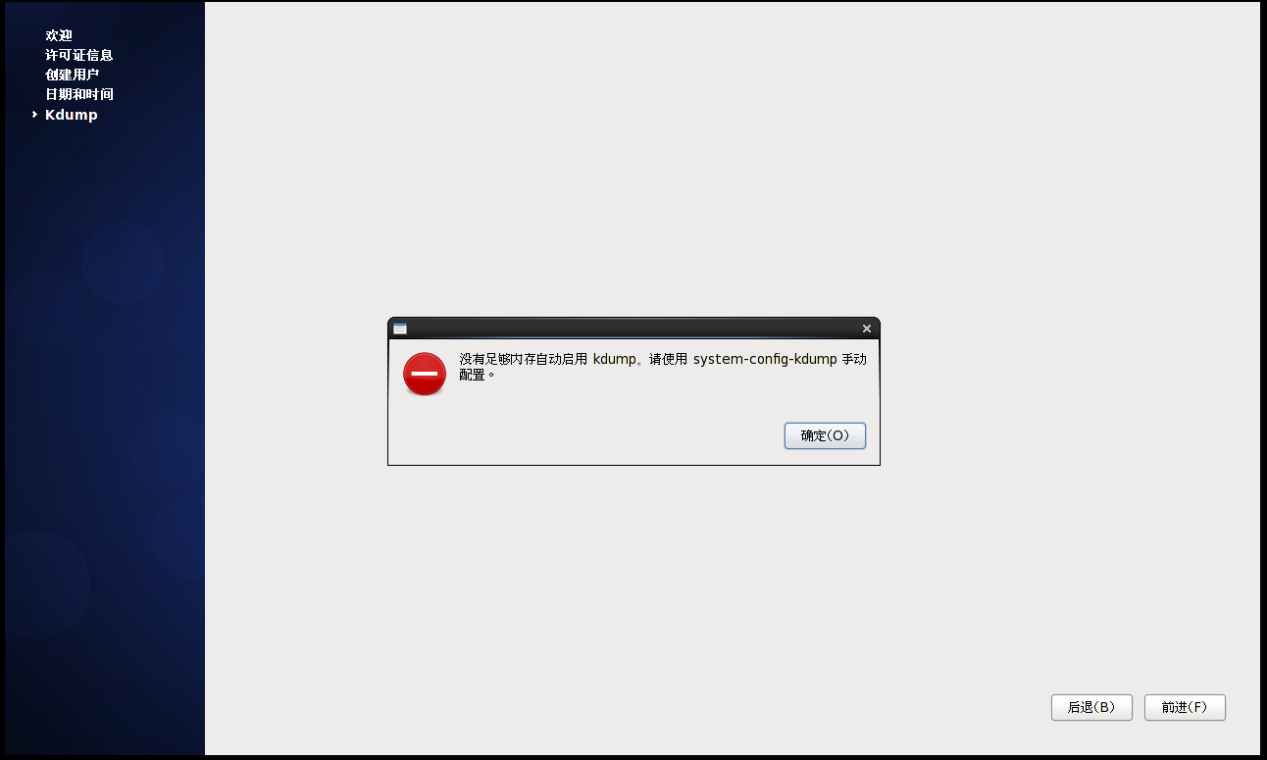 欢迎
许可证信息
创建用户
日期和时间
Kdump
没有足够内存自动启用 kdump。请使用 system-config-kdump 手动
配置。
确定(O)
后退(B)
前进(F)